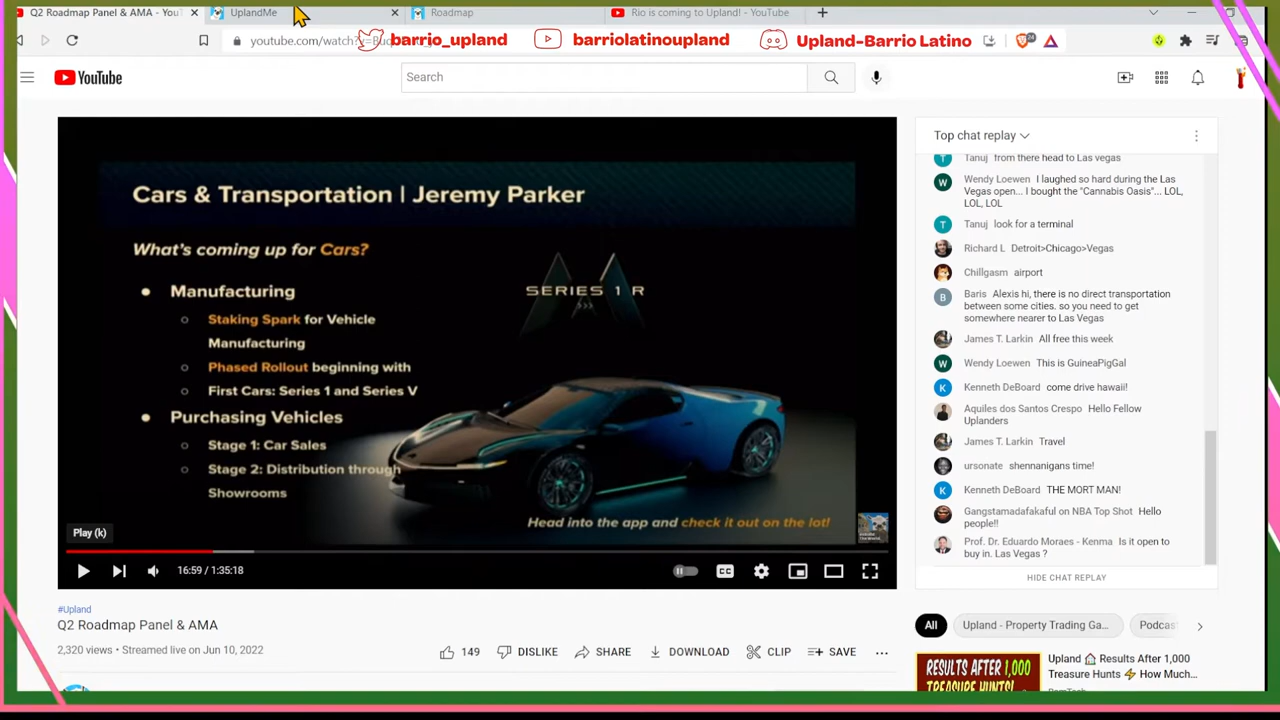 Q2 Roadmap Panel & AMA - YouT
UplandMe
Roadmap
Rio is coming to Upland! - YouTube
youtube.com/watch?
barrio_upland
barriolatinoupland
Upland-Barrio Latino
YouTube
Search
Cars & Transportation | Jeremy Parker
What's coming up for Cars?
SERIES 1 R
Manufacturing
Staking Spark for Vehicle
Manufacturing
Phased Rollout beginning with
First Cars: Series 1 and Series V
Purchasing Vehicles
Stage 1: Car Sales
Stage 2: Distribution through
Showrooms
Head into the app and check it out on the lot!
Play (k)
16:59 / 1:35:18
CC
Top chat replay
Tanuj from there head to Las vegas
Wendy Loewen I laughed so hard during the Las
Vegas open... I bought the "Cannabis Oasis"... LOL,
LOL, LOL
Tanuj look for a terminal
Richard L Detroit>Chicago>Vegas
Chillgasm airport
Baris Alexis hi, there is no direct transportation
between some cities. so you need to get
somewhere nearer to Las Vegas
James T. Larkin All free this week
Wendy Loewen This is GuineaPigGal
Kenneth DeBoard come drive hawaii!
Aquiles dos Santos Crespo Hello Fellow
Uplanders
James T. Larkin Travel
ursonate shennanigans time!
Kenneth DeBoard THE MORT MAN!
Gangstamadafakaful on NBA Top Shot Hello
people!!
Prof. Dr. Eduardo Moraes - Kenma Is it open to
buy in. Las Vegas ?
HIDE CHAT REPLAY
#Upland
Q2 Roadmap Panel & AMA
2,320 views • Streamed live on Jun 10, 2022
149
DISLIKE
SHARE
DOWNLOAD
CLIP
SAVE
All
Upland - Property Trading Ga...
Podcas
RESULTS AFTER 1,000
TREASURE HUNTS!
Upland Results After 1,000
Treasure Hunts ⚡ How Much...